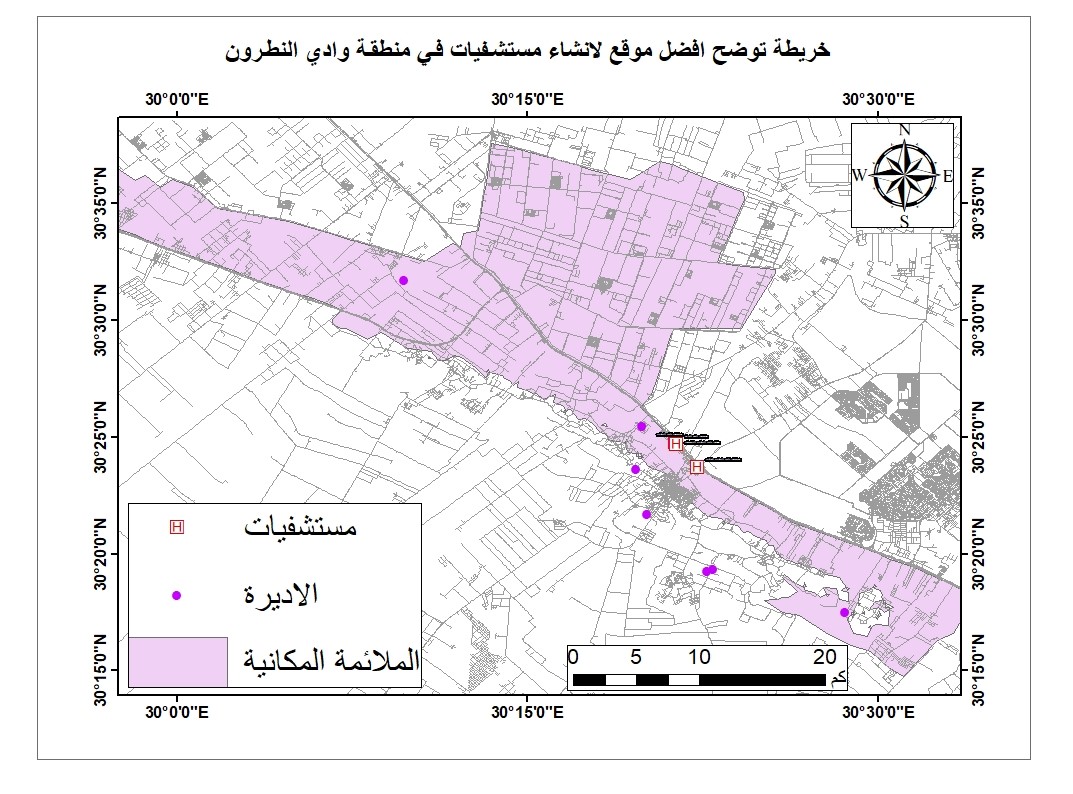 خريطة توضح افضل موقع لانشاء مستشفيات في منطقة وادي النطرون
30°0'0"E 30°15'0"E 30°30'0"E
N
W E
S
30°35'0"N 30°35'0"N
30°30'0"N 30°30'0"N
30°25'0"N 30°25'0"N
H
H
30°20'0"N 30°20'0"N
30°15'0"N 30°15'0"N
H مستشفيات
الاديرة
الملائمة المكانية
0 5 10 20
كم
30°0'0"E 30°15'0"E 30°30'0"E